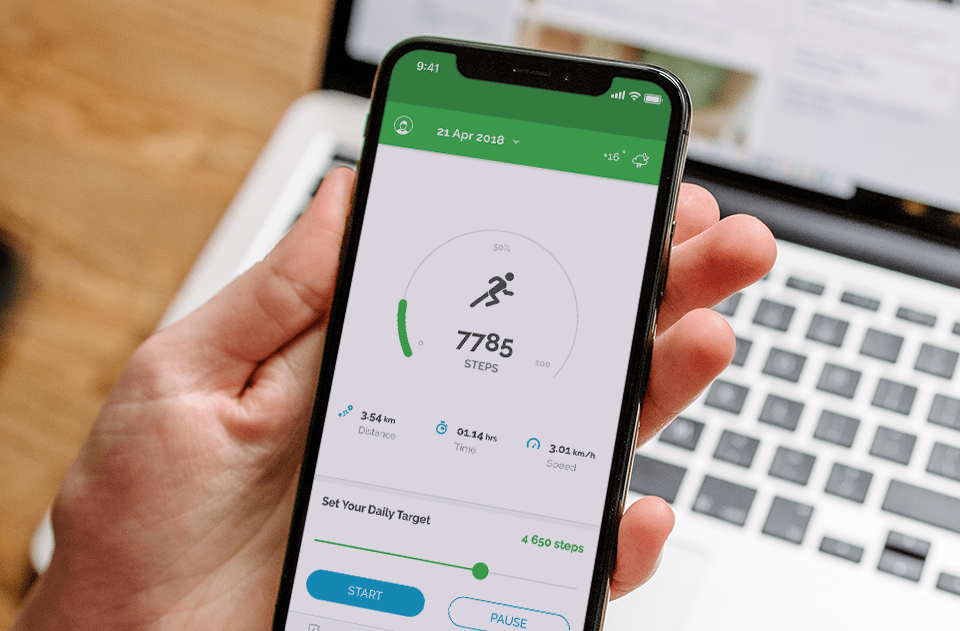 9:41
21 Apr 2018
+16°
50%
0
7785
100
STEPS
3.54 km
01.14 hrs
3.01 km/h
Distance
Time
Speed
Set Your Daily Target
4 650 steps
START
PAUSE